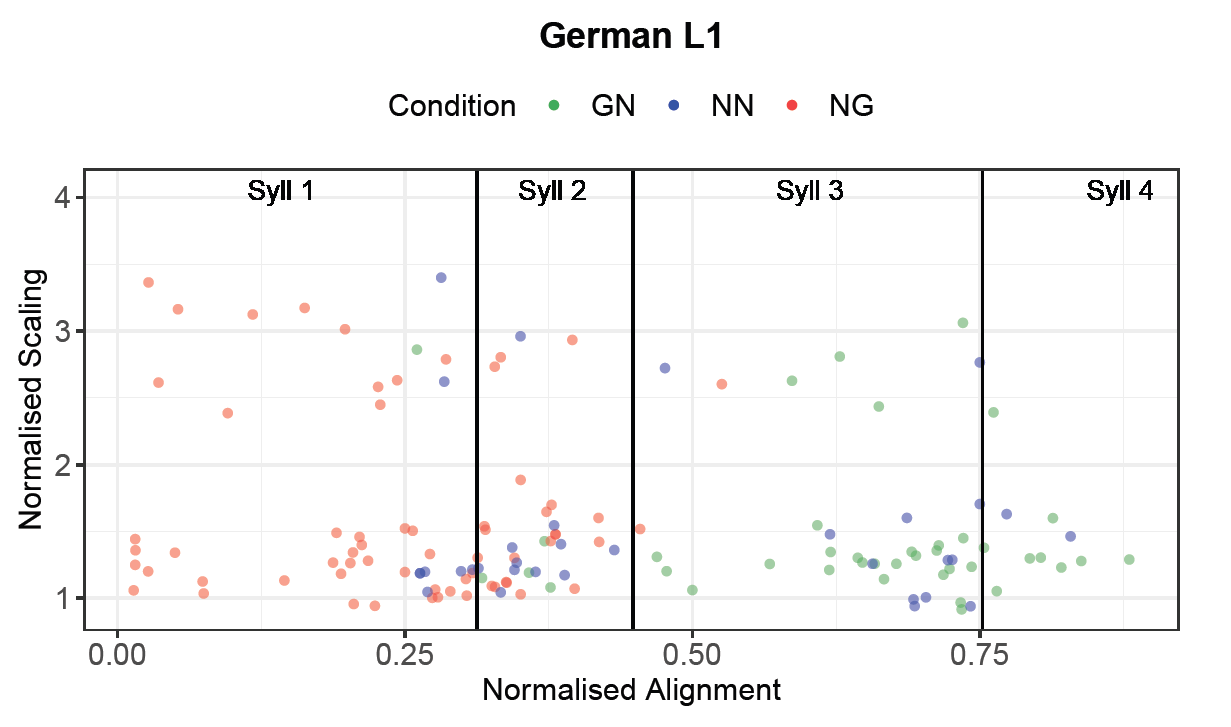 German L1
Condition GN NN NG
Syll 1 Syll 2 Syll 3 Syll 4
4
3
2
1
Normalised Scaling
0.00 0.25 0.50 0.75
Normalised Alignment